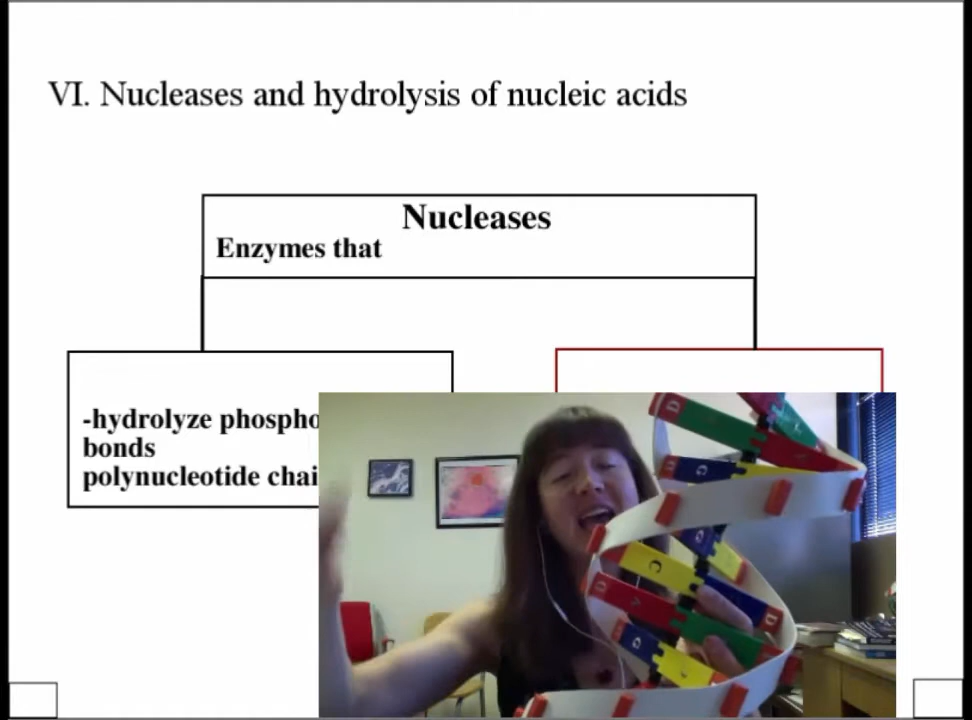 VI. Nucleases and hydrolysis of nucleic acids
Nucleases
Enzymes that
-hydrolyze phospho
bonds
polynucleotide chai
D
C
D
D